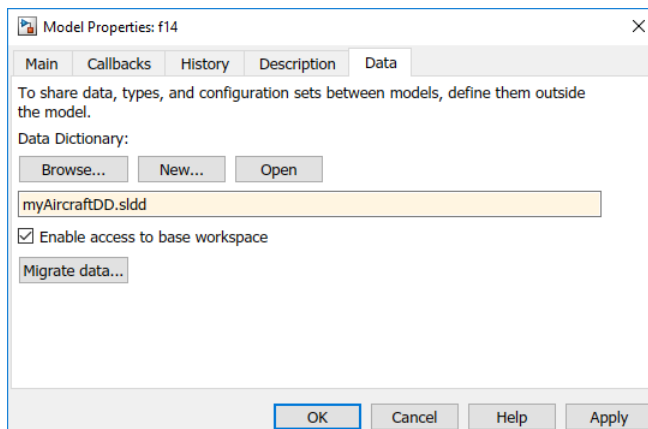 Model Properties: f14
Main Callbacks History Description Data
To share data, types, and configuration sets between models, define them outside
the model.
Data Dictionary:
Browse... New... Open
myAircraftDD.sldd
Enable access to base workspace
Migrate data...
OK Cancel Help Apply